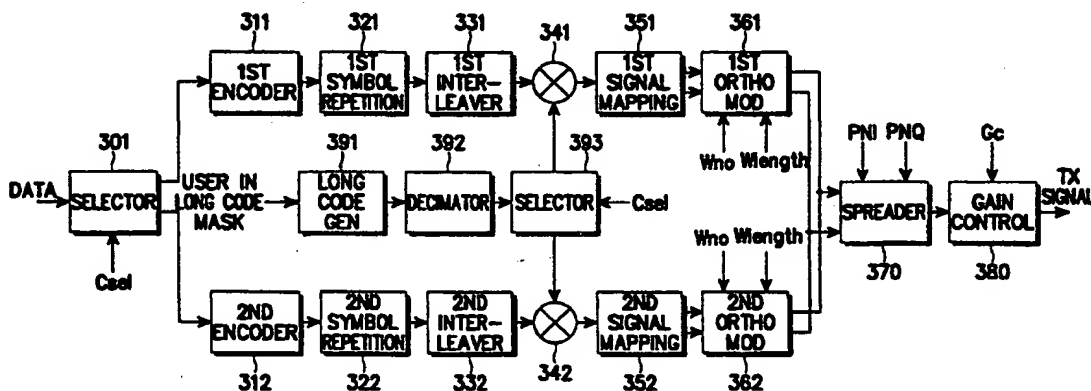 311
321
331
341
351
361
1ST
ENCODER
1ST
SYMBOL
REPETITION
1ST
INTER-
LEAVER
1ST
SIGNAL
MAPPING
1ST
ORTHO
MOD
301
391
392
393
Wno Wlength
PNI PNQ
Gc
DATA
SELECTOR
USER IN
LONG CODE
MASK
LONG
CODE
GEN
DECIMATOR
SELECTOR
Csel
SPREADER
GAIN
CONTROL
TX
SIGNAL
Csel
Wno Wlength
370
380
2ND
ENCODER
2ND
SYMBOL
REPETITION
2ND
INTER-
LEAVER
2ND
SIGNAL
MAPPING
2ND
ORTHO
MOD
312
322
332
342
352
362